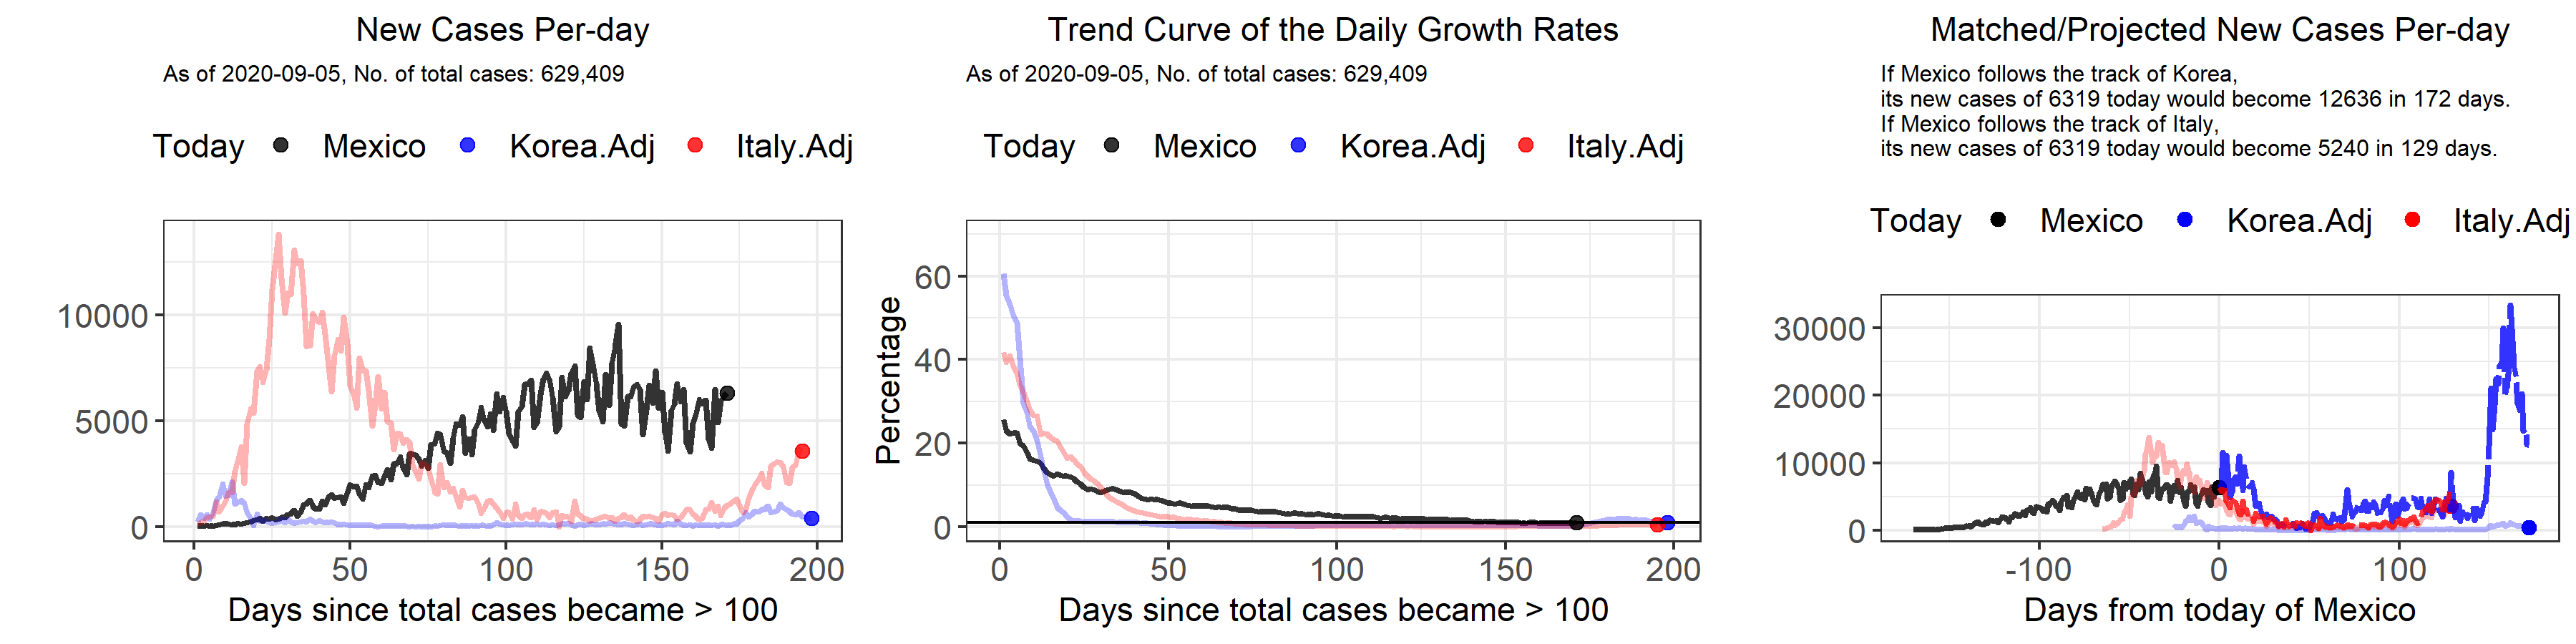 New Cases Per-day
As of 2020-09-05, No. of total cases: 629,409
Today Mexico Korea.Adj Italy.Adj
10000
5000
0
0 50 100 150 200
Days since total cases became > 100
Trend Curve of the Daily Growth Rates
As of 2020-09-05, No. of total cases: 629,409
Today Mexico Korea.Adj Italy.Adj
Percentage
60
40
20
0
0 50 100 150 200
Days since total cases became > 100
Matched/Projected New Cases Per-day
If Mexico follows the track of Korea,
its new cases of 6319 today would become 12636 in 172 days.
If Mexico follows the track of Italy,
its new cases of 6319 today would become 5240 in 129 days.
Today Mexico Korea.Adj Italy.Adj
30000
20000
10000
0
-100 0 100
Days from today of Mexico